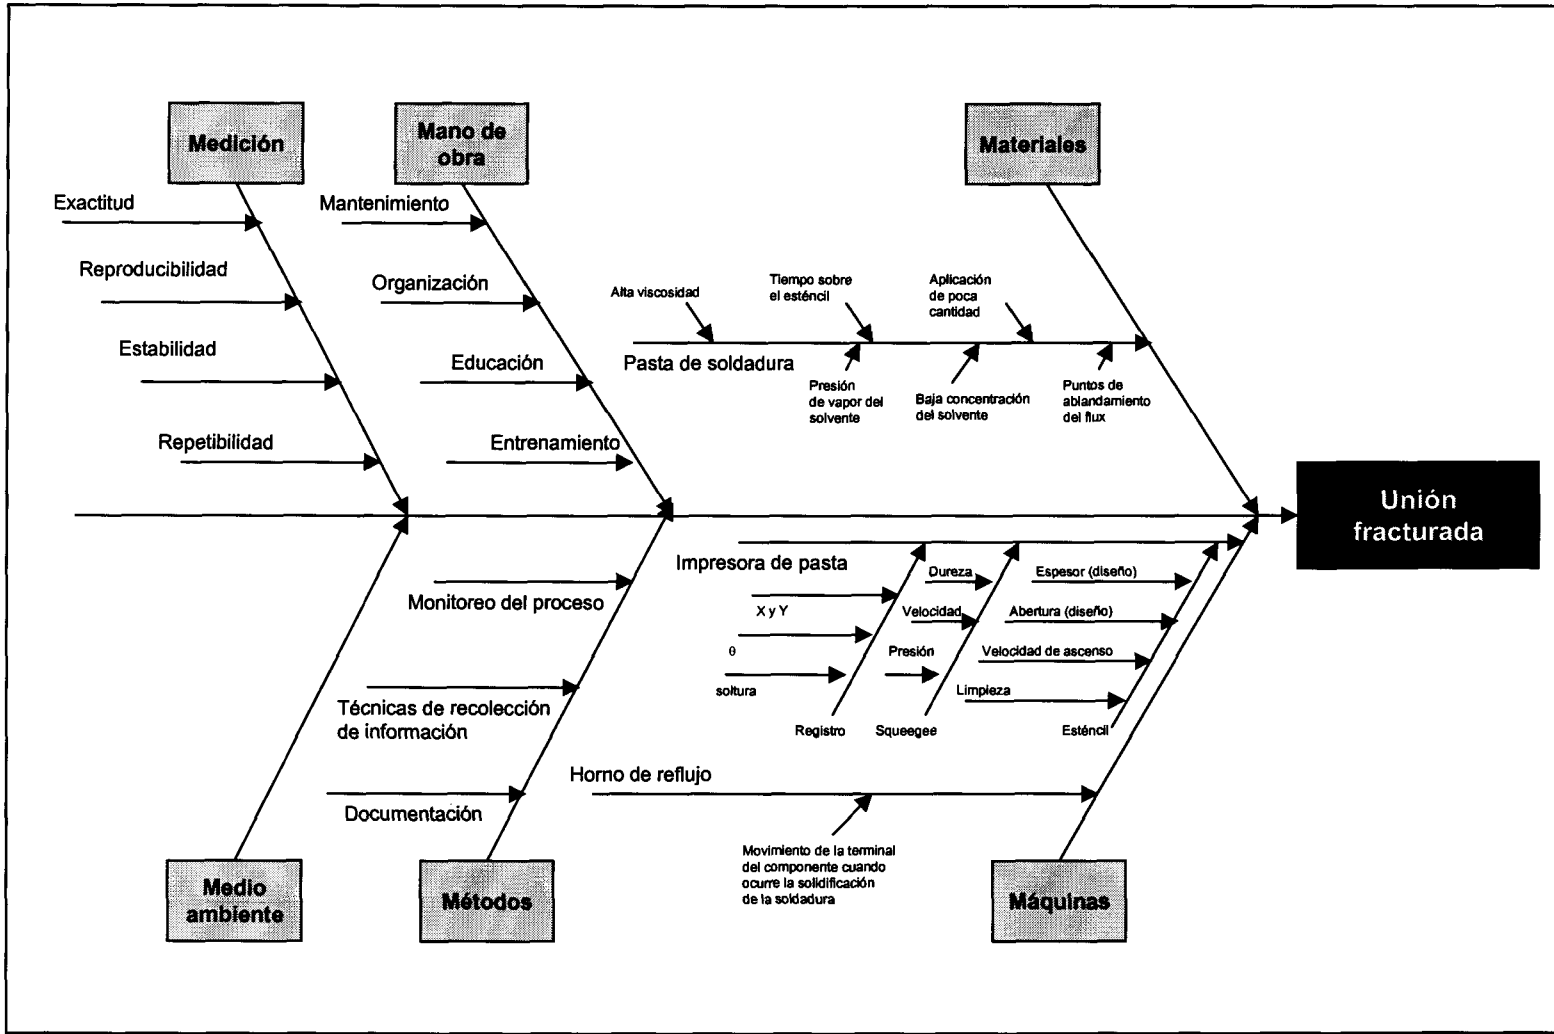 Medición
Mano de
obra
Materiales
Exactitud
Reproducibilidad
Estabilidad
Repetibilidad
Mantenimiento
Organización
Educación
Entrenamiento
Alta viscosidad
Tiempo sobre
el esténcil
Aplicación
de poca
cantidad
Pasta de soldadura
Presión
de vapor del
solvente
Baja concentración
del solvente
Puntos de
ablandamiento
del flux
Unión
fracturada
Impresora de pasta
X y Y
θ
soltura
Registro
Dureza
Velocidad
Presión
Squeegee
Espesor (diseño)
Abertura (diseño)
Velocidad de ascenso
Limpieza
Esténcil
Monitoreo del proceso
Técnicas de recolección
de información
Documentación
Horno de reflujo
Movimiento de la terminal
del componente cuando
ocurre la solidificación
de la soldadura
Medio
ambiente
Métodos
Máquinas